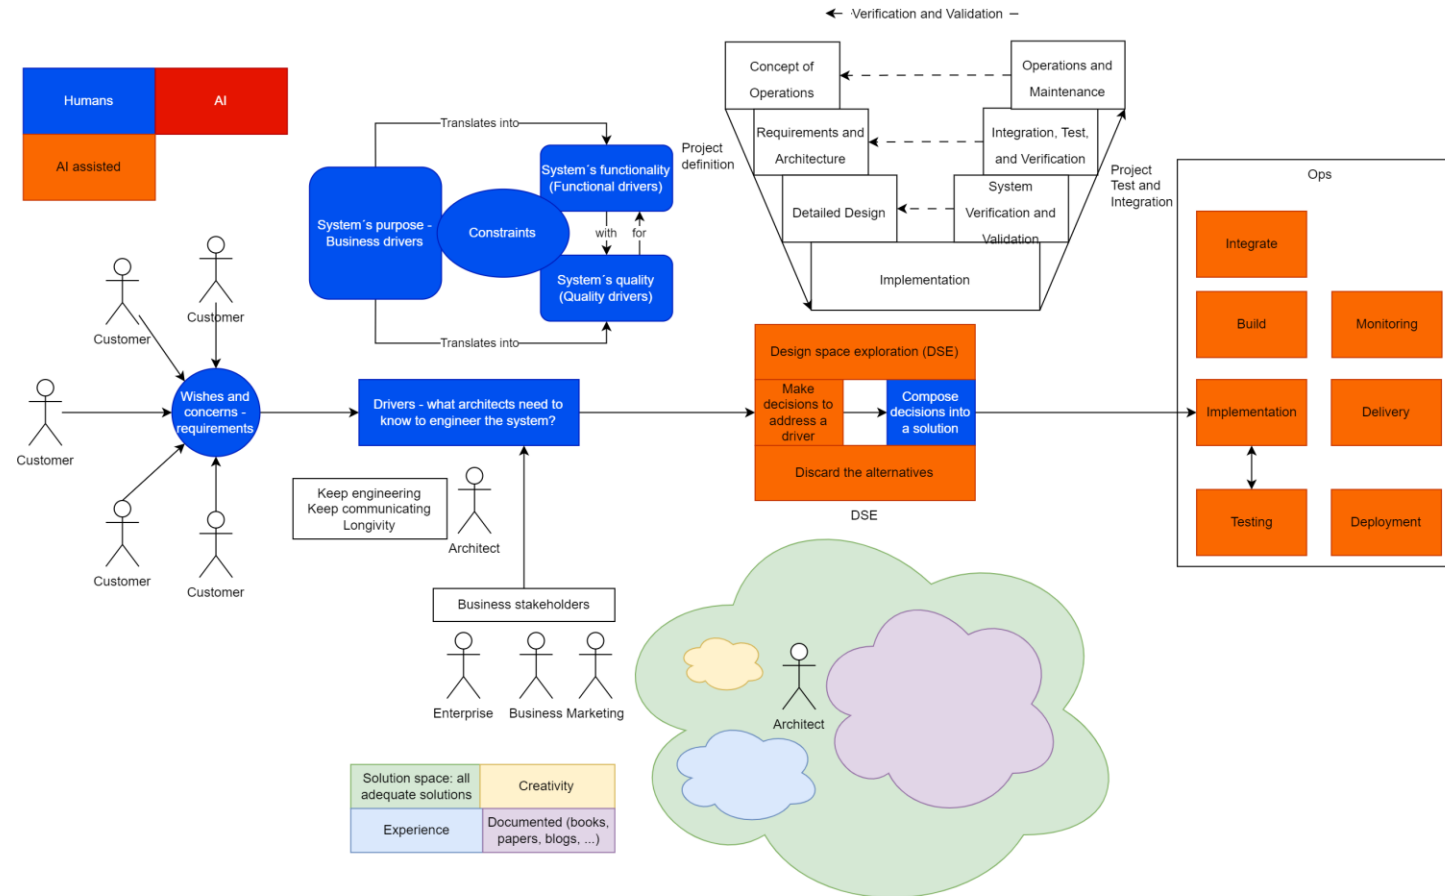 Verification and Validation
Humans
AI
AI assisted
Translates into
System´s purpose -
Business drivers
Constraints
System´s functionality
(Functional drivers)
with
for
System´s quality
(Quality drivers)
Translates into
Project
definition
Concept of
Operations
Operations and
Maintenance
Requirements and
Architecture
Integration, Test,
and Verification
Detailed Design
System
Verification and
Validation
Implementation
Project
Test and
Integration
Customer
Customer
Customer
Customer
Customer
Wishes and
concerns -
requirements
Drivers - what architects need to
know to engineer the system?
Keep engineering
Keep communicating
Longivity
Architect
Business stakeholders
Enterprise
Business
Marketing
Design space exploration (DSE)
Make
decisions to
address a
driver
Compose
decisions into
a solution
Discard the alternatives
DSE
Ops
Integrate
Build
Monitoring
Implementation
Delivery
Testing
Deployment
Architect
Solution space: all
adequate solutions
Creativity
Experience
Documented (books,
papers, blogs, ...)